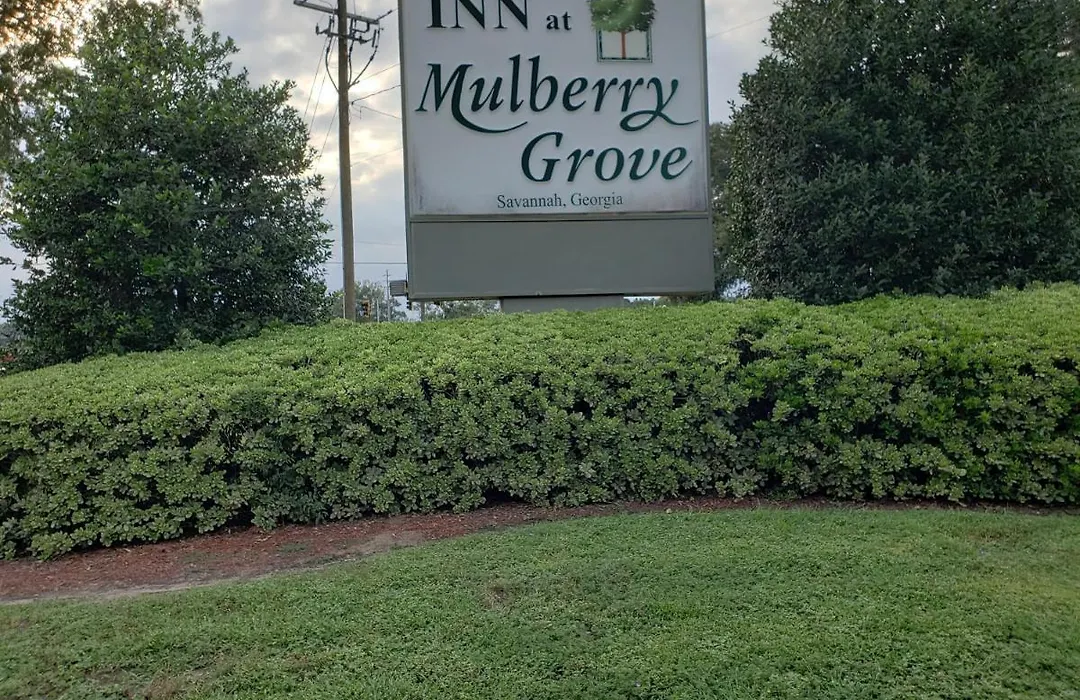 INN at
Mulberry
Grove
Savannah, Georgia